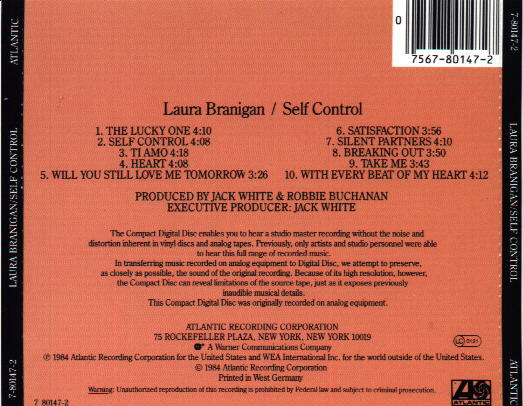 ATLANTIC
LAURA BRANIGAN/SELF CONTROL
7-80147-2
0
7567-80147-2
Laura Branigan / Self Control
1. THE LUCKY ONE 4:10
2. SELF CONTROL 4:08
3. TI AMO 4:18
4. HEART 4:08
5. WILL YOU STILL LOVE ME TOMORROW 3:26
6. SATISFACTION 3:56
7. SILENT PARTNERS 4:10
8. BREAKING OUT 3:50
9. TAKE ME 3:43
10. WITH EVERY BEAT OF MY HEART 4:12
PRODUCED BY JACK WHITE & ROBBIE BUCHANAN
EXECUTIVE PRODUCER: JACK WHITE
The Compact Digital Disc enables you to hear a studio master recording without the noise and
distortion inherent in vinyl discs and analog tapes. Previously, only artists and studio personnel were able
to hear this full range of recorded music.
In transferring music recorded on analog equipment to Digital Disc, we attempt to preserve,
as closely as possible, the sound of the original recording. Because of its high resolution, however,
the Compact Disc can reveal limitations of the source tape, just as it exposes previously
inaudible musical details.
This Compact Digital Disc was originally recorded on analog equipment.
ATLANTIC RECORDING CORPORATION
75 ROCKEFELLER PLAZA, NEW YORK, NEW YORK 10019
A Warner Communications Company
℗ 1984 Atlantic Recording Corporation for the United States and WEA International Inc. for the world outside of the United States.
© 1984 Atlantic Recording Corporation
Printed in West Germany
Warning: Unauthorized reproduction of this recording is prohibited by Federal law and subject to criminal prosecution.
LC 0121
ATLANTIC
7 80147-2
7-80147-2
LAURA BRANIGAN/SELF CONTROL
ATLANTIC